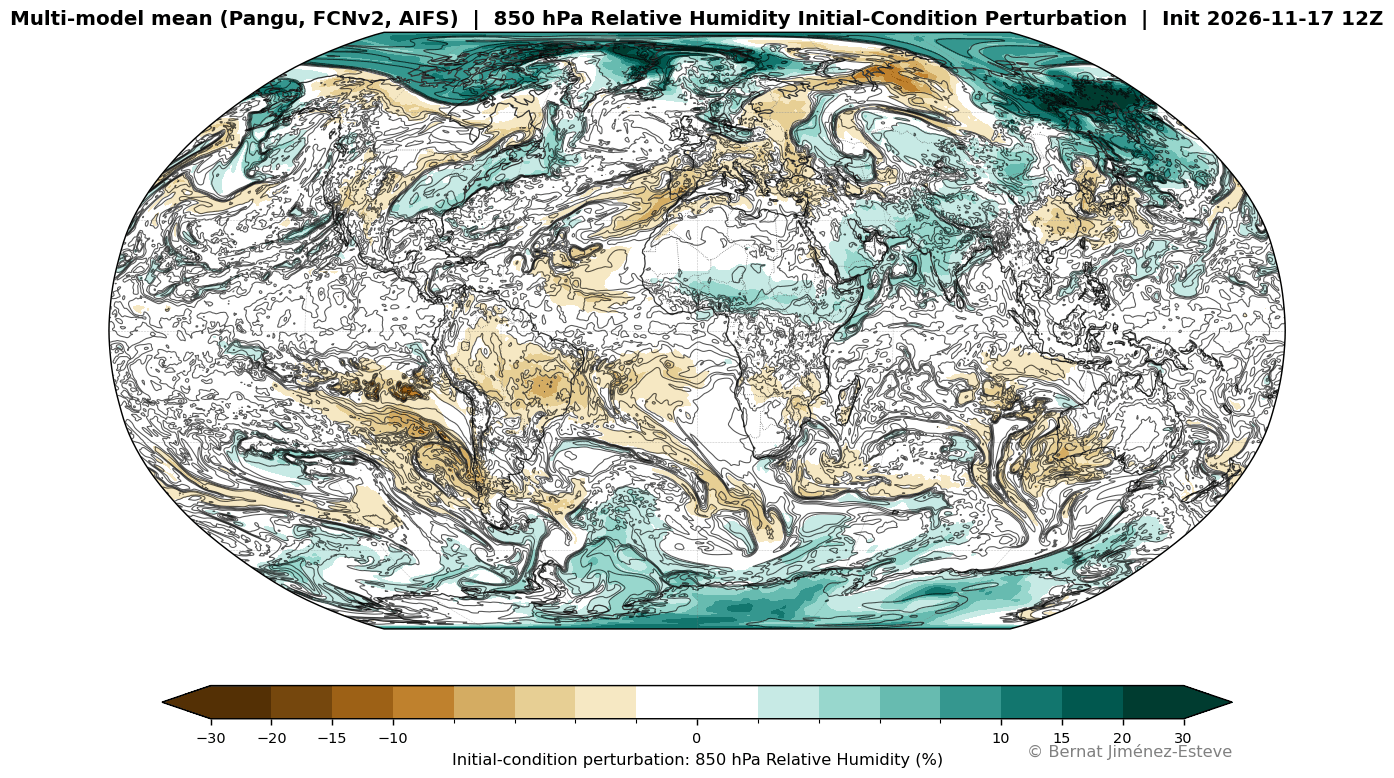 Multi-model mean (Pangu, FCNv2, AIFS)  |  850 hPa Relative Humidity Initial-Condition Perturbation  |  Init 2026-11-17 12Z
−30 −20 −15 −10 0 10 15 20 30
© Bernat Jiménez-Esteve
Initial-condition perturbation: 850 hPa Relative Humidity (%)